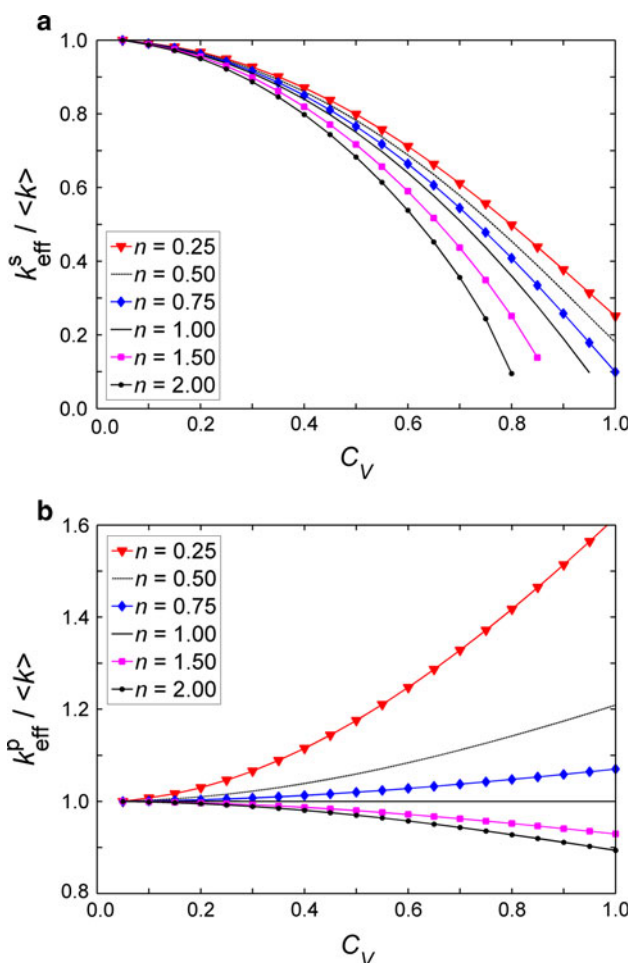 a
1.0
0.8
0.6
0.4
0.2
0.0
k^s_eff / <k>
n = 0.25
n = 0.50
n = 0.75
n = 1.00
n = 1.50
n = 2.00
0.0 0.2 0.4 0.6 0.8 1.0
C_V
b
1.6
1.4
1.2
1.0
0.8
k^p_eff / <k>
n = 0.25
n = 0.50
n = 0.75
n = 1.00
n = 1.50
n = 2.00
0.0 0.2 0.4 0.6 0.8 1.0
C_V